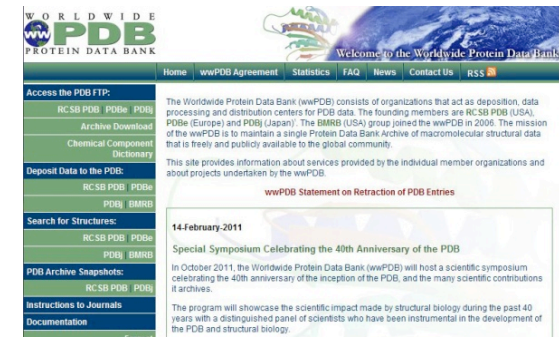 WORLDWIDE
PDB
PROTEIN DATA BANK
Welcome to the Worldwide Protein Data Bank
Home wwPDB Agreement Statistics FAQ News Contact Us RSS
Access the PDB FTP:
RCSB PDB | PDBe | PDBj
Archive Download
Chemical Component
Dictionary
Deposit Data to the PDB:
RCSB PDB | PDBe
PDBj | BMRB
Search for Structures:
RCSB PDB | PDBe
PDBj | BMRB
PDB Archive Snapshots:
RCSB PDB | PDBj
Instructions to Journals
Documentation
The Worldwide Protein Data Bank (wwPDB) consists of organizations that act as deposition, data
processing and distribution centers for PDB data. The founding members are RCSB PDB (USA),
PDBe (Europe) and PDBj (Japan)¹. The BMRB (USA) group joined the wwPDB in 2006. The mission
of the wwPDB is to maintain a single Protein Data Bank Archive of macromolecular structural data
that is freely and publicly available to the global community.
This site provides information about services provided by the individual member organizations and
about projects undertaken by the wwPDB.
wwPDB Statement on Retraction of PDB Entries
14-February-2011
Special Symposium Celebrating the 40th Anniversary of the PDB
In October 2011, the Worldwide Protein Data Bank (wwPDB) will host a scientific symposium
celebrating the 40th anniversary of the inception of the PDB, and the many scientific contributions
it archives.
The program will showcase the scientific impact made by structural biology during the past 40
years with a distinguished panel of scientists who have been instrumental in the development of
the PDB and structural biology.